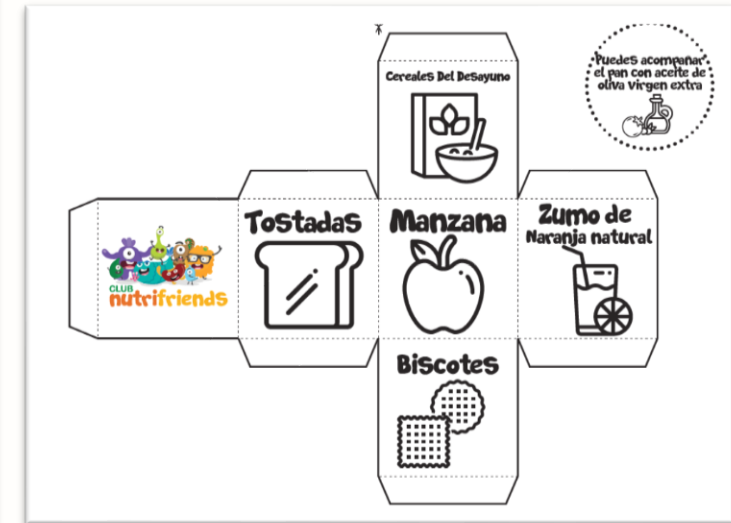 Cereales Del Desayuno
Puedes acompañar
el pan con aceite de
oliva virgen extra
Tostadas
Manzana
Zumo de
Naranja natural
CLUB
nutrifriends
Biscotes